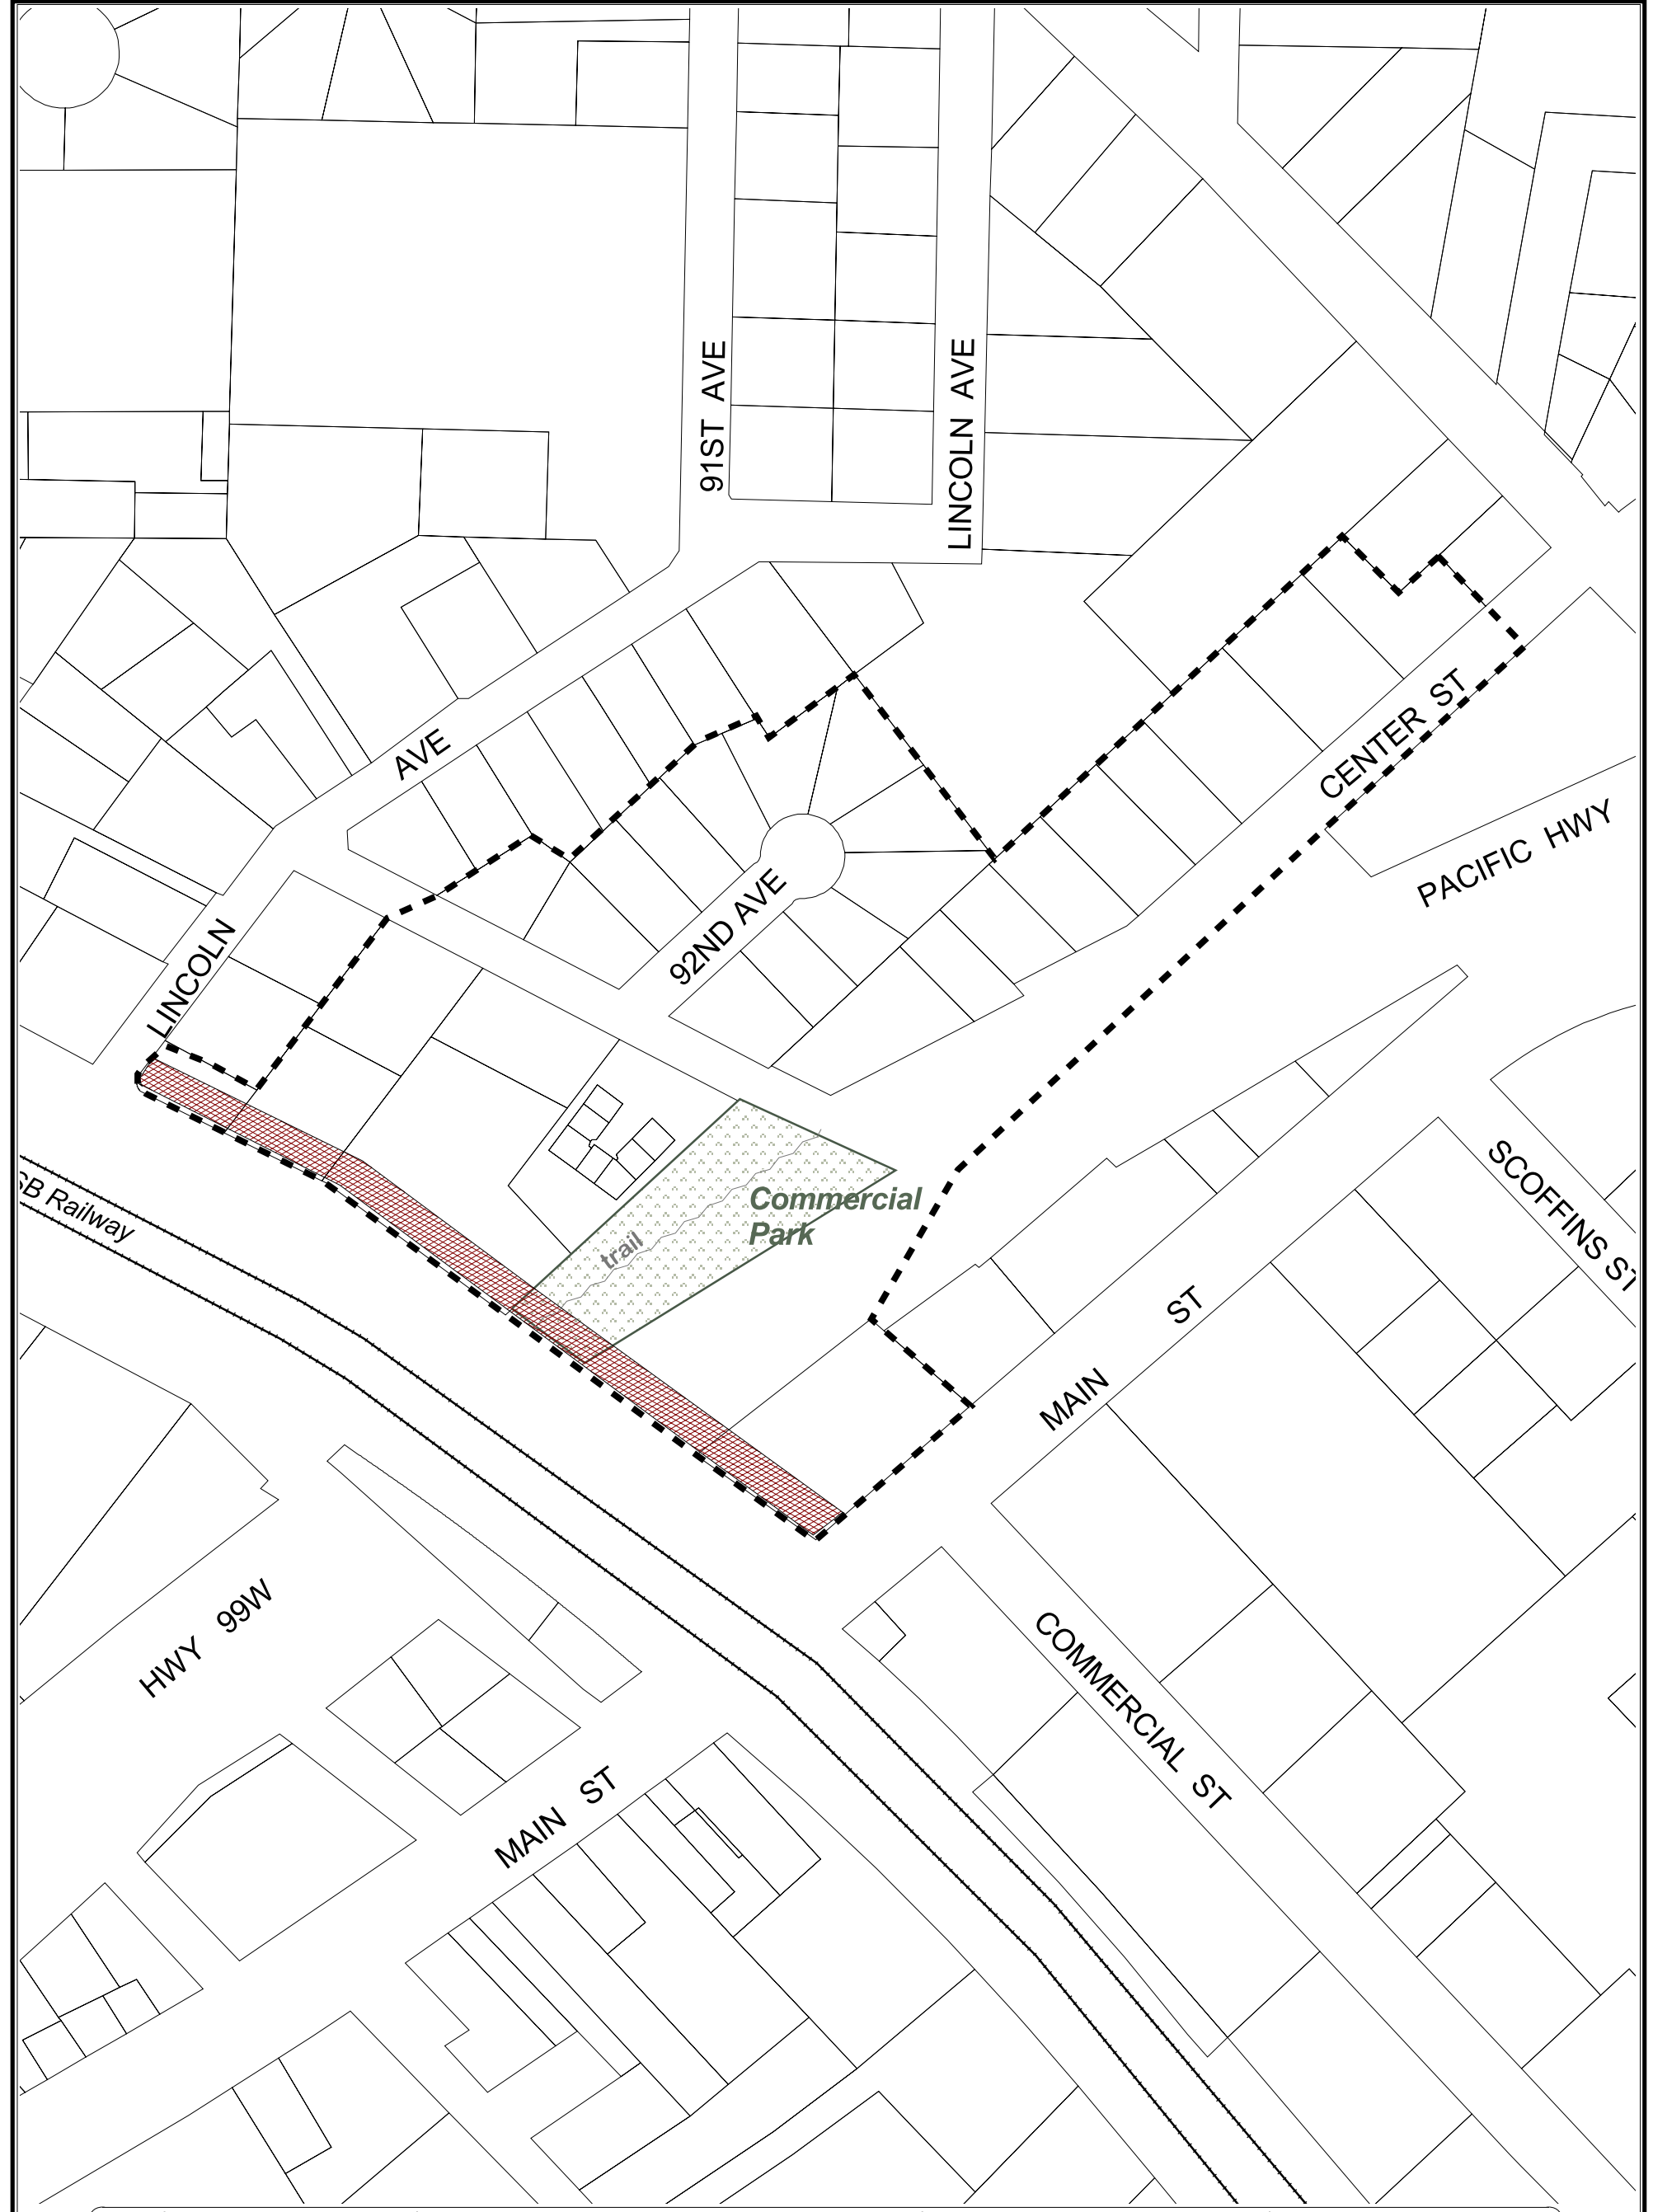 91ST AVE
LINCOLN AVE
CENTER ST
AVE
PACIFIC HWY
92ND AVE
LINCOLN
SCOFFINS ST
Commercial
Park
trail
SB Railway
ST
MAIN
HWY 99W
COMMERCIAL ST
MAIN ST